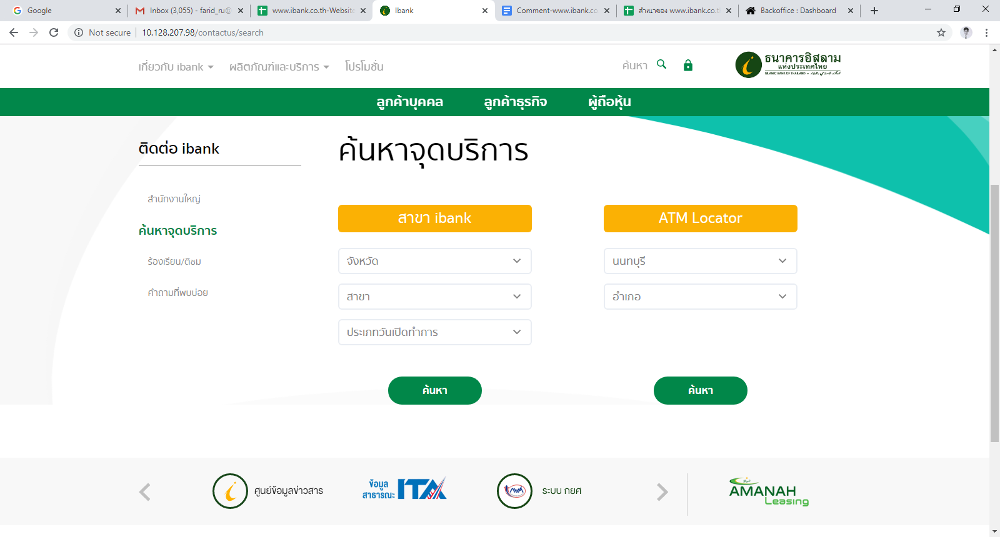 Google
Inbox (3,055) - farid_ru@
www.ibank.co.th-Website
Ibank
Comment-www.ibank.co
สำเนาของ www.ibank.co.t
Backoffice : Dashboard
Not secure
10.128.207.98/contactus/search
เกี่ยวกับ ibank
ผลิตภัณฑ์และบริการ
โปรโมชั่น
ค้นหา
ธนาคารอิสลาม
แห่งประเทศไทย
ISLAMIC BANK OF THAILAND
ลูกค้าบุคคล
ลูกค้าธุรกิจ
ผู้ถือหุ้น
ติดต่อ ibank
สำนักงานใหญ่
ค้นหาจุดบริการ
ร้องเรียน/ติชม
คำถามที่พบบ่อย
ค้นหาจุดบริการ
สาขา ibank
จังหวัด
สาขา
ประเภทวันเปิดทำการ
ค้นหา
ATM Locator
นนทบุรี
อำเภอ
ค้นหา
ศูนย์ข้อมูลข่าวสาร
ข้อมูล
สาธารณะ
ITA
ระบบ กยศ
AMANAH
Leasing